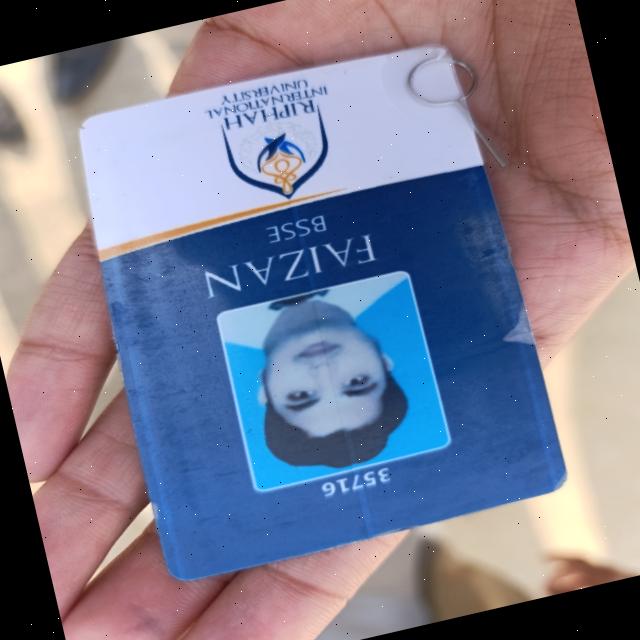 35716
FAIZAN
BSSE
RIPHAH
INTERNATIONAL
UNIVERSITY